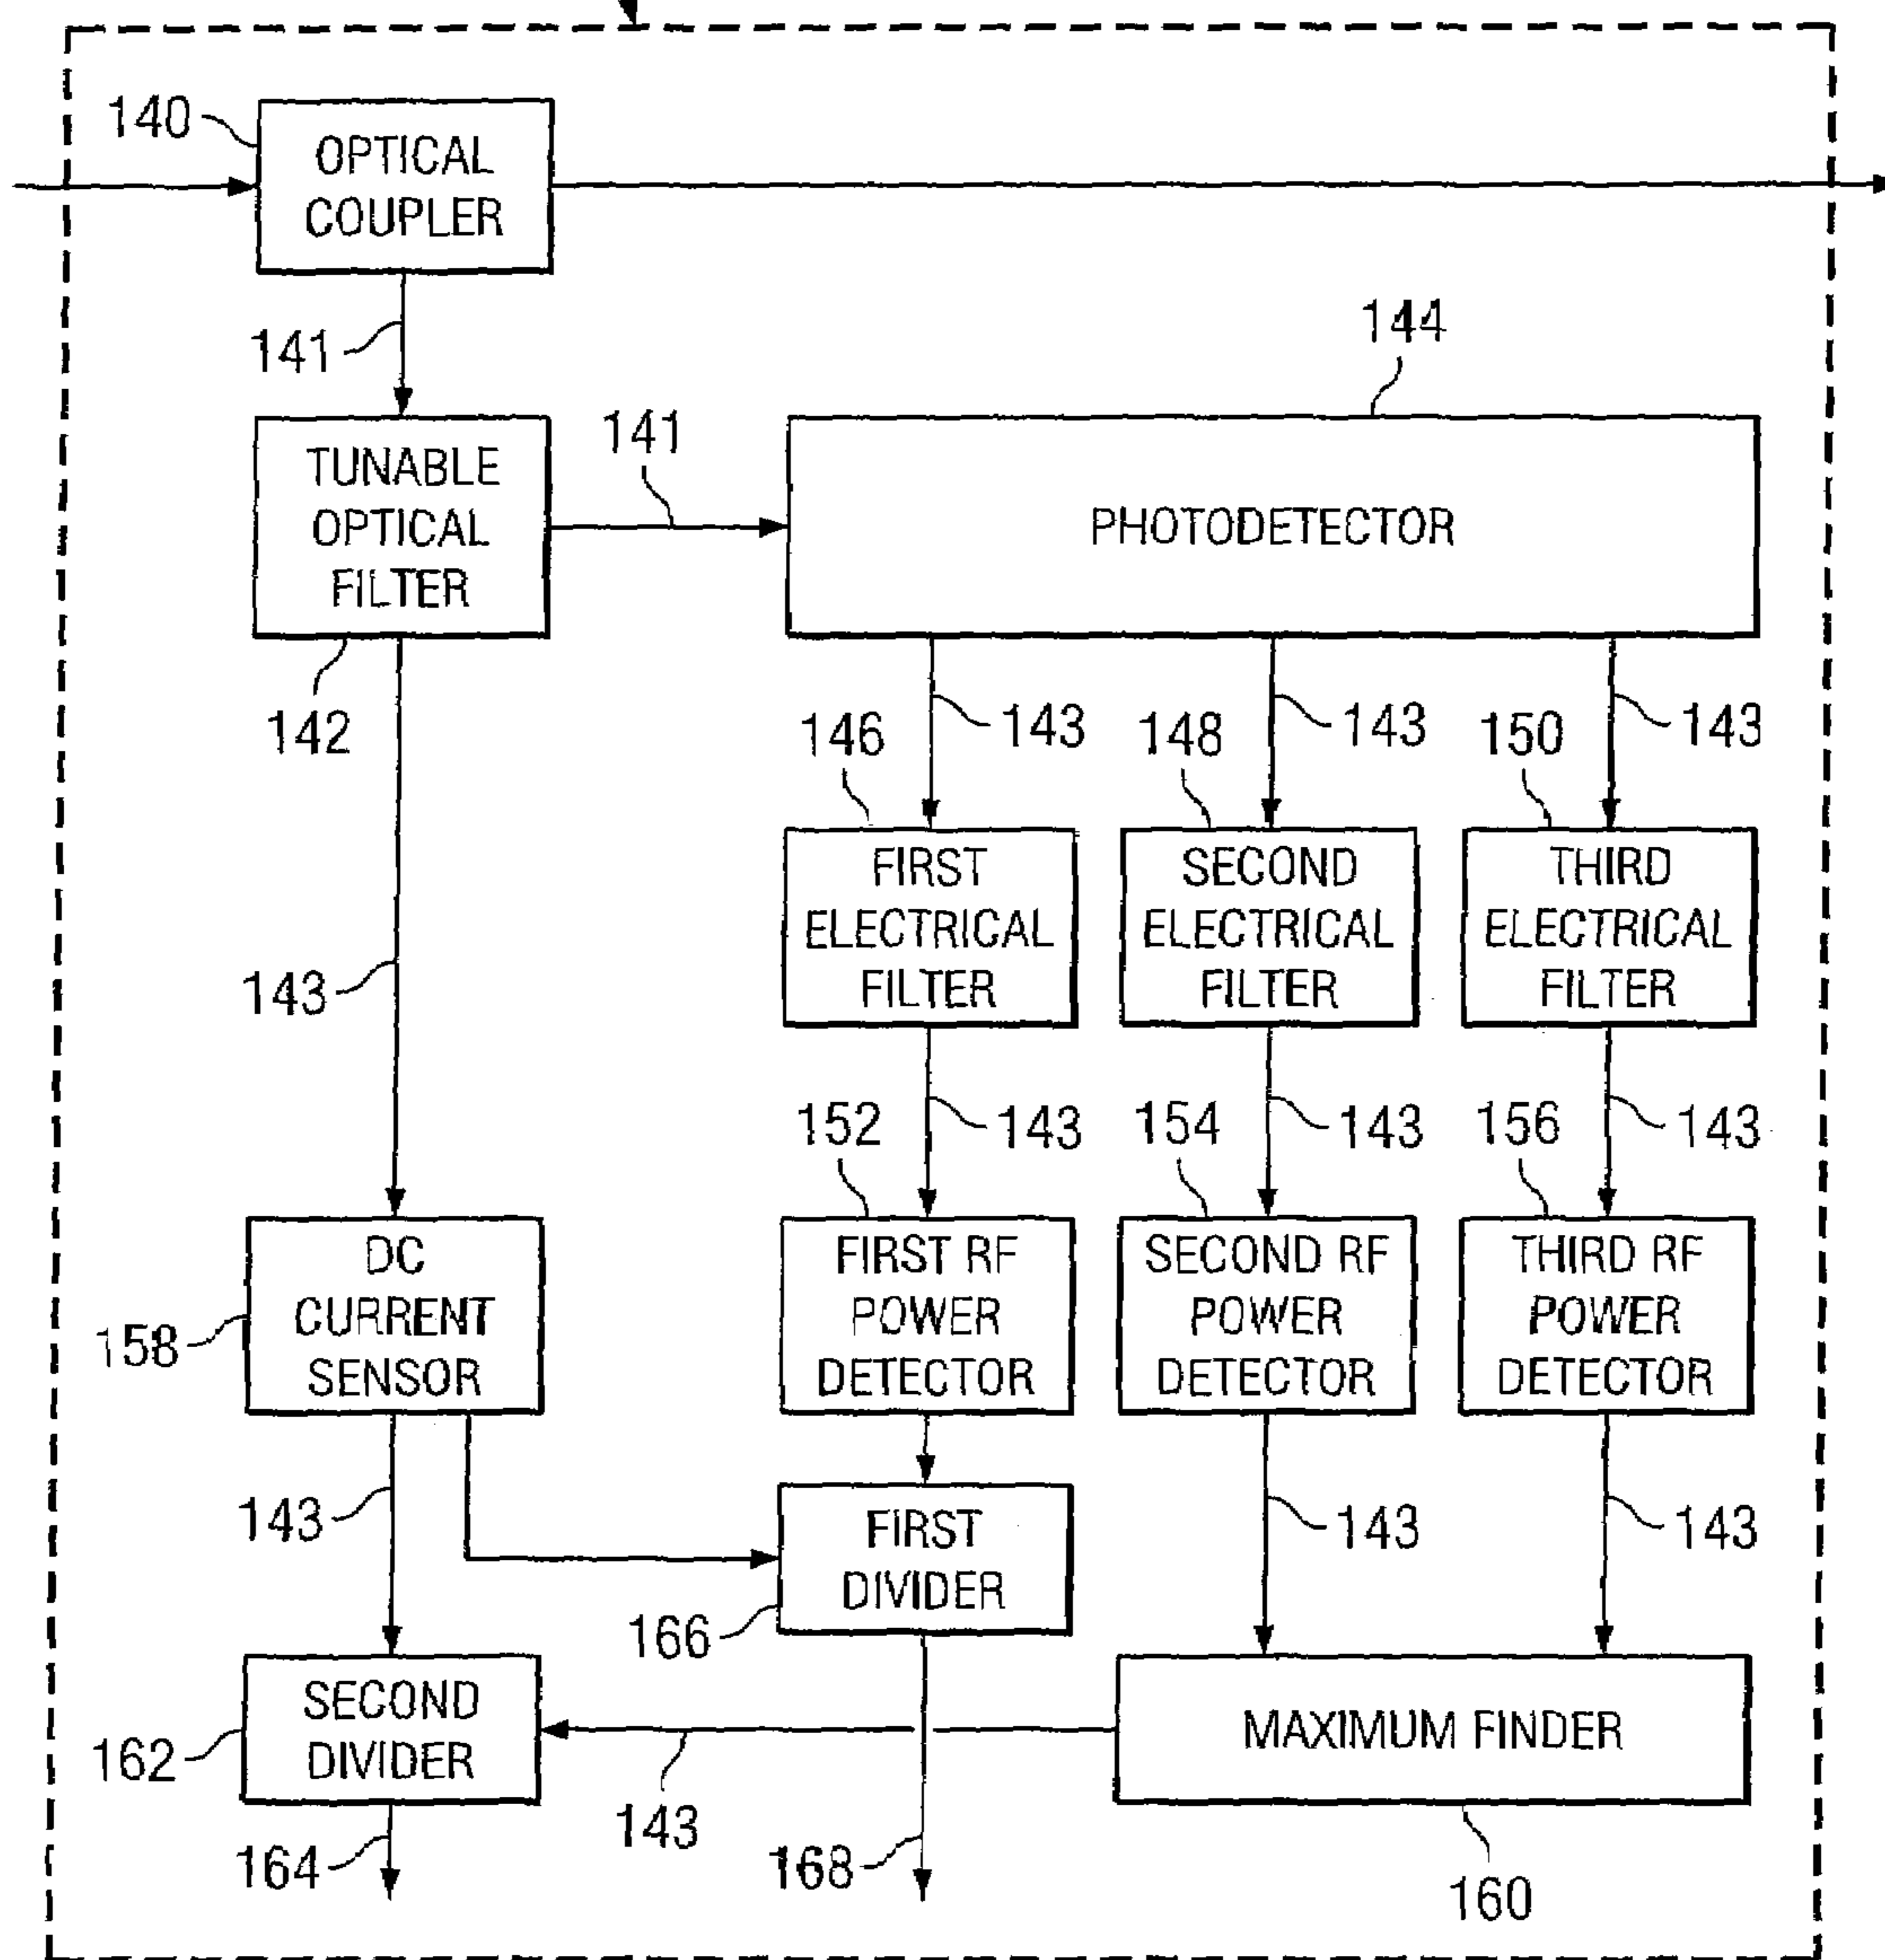 140
OPTICAL
COUPLER
141
144
TUNABLE
OPTICAL
FILTER
141
PHOTODETECTOR
142
146
143
148
143
150
143
FIRST
ELECTRICAL
FILTER
SECOND
ELECTRICAL
FILTER
THIRD
ELECTRICAL
FILTER
143
152
143
154
143
156
143
DC
CURRENT
SENSOR
158
FIRST RF
POWER
DETECTOR
SECOND RF
POWER
DETECTOR
THIRD RF
POWER
DETECTOR
143
FIRST
DIVIDER
166
143
143
SECOND
DIVIDER
162
143
MAXIMUM FINDER
164
168
160